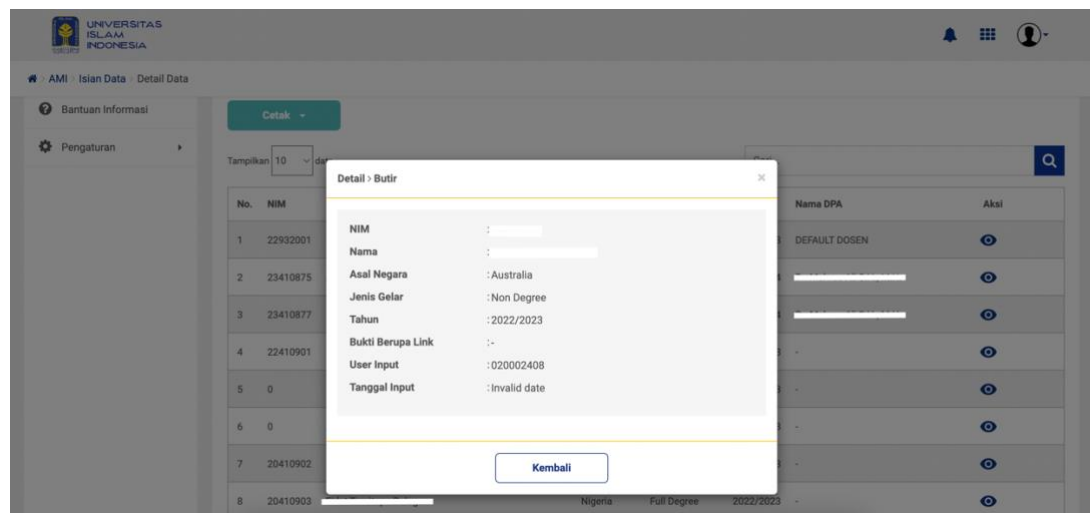 UNIVERSITAS
ISLAM
INDONESIA
AMI > Isian Data > Detail Data
Bantuan Informasi
Pengaturan
Cetak
Tampilkan 10
Detail > Butir
No. NIM Nama DPA Aksi
NIM :
Nama :
Asal Negara : Australia
Jenis Gelar : Non Degree
Tahun : 2022/2023
Bukti Berupa Link : -
User Input : 020002408
Tanggal Input : Invalid date
Kembali
1 22932001 DEFAULT DOSEN
2 23410875
3 23410877
4 22410901 -
5 0 -
6 0 -
7 20410902 -
8 20410903 Nigeria Full Degree 2022/2023 -